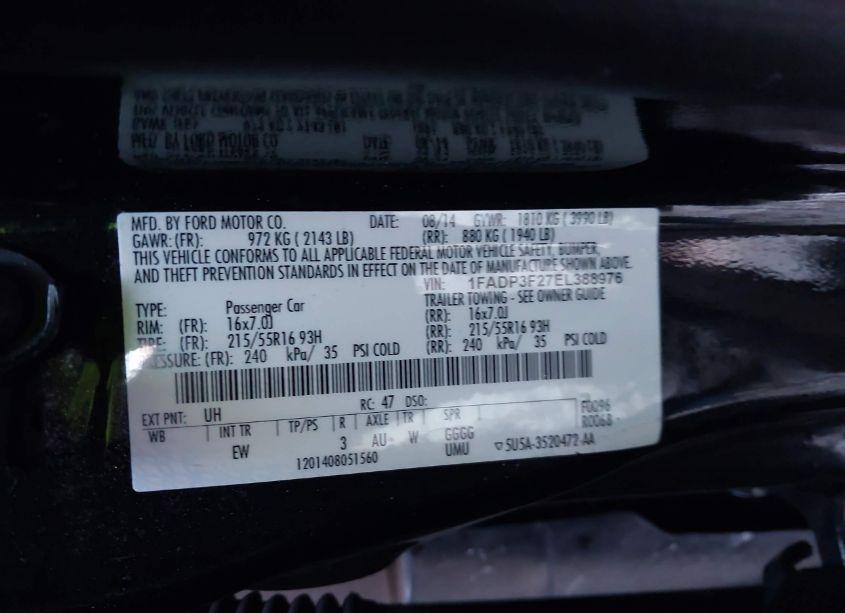 MFD. BY FORD MOTOR CO. DATE: 08/14 GVWR: 1810 KG ( 3990 LB)
GAWR: (FR): 972 KG ( 2143 LB) (RR): 880 KG ( 1940 LB)
THIS VEHICLE CONFORMS TO ALL APPLICABLE FEDERAL MOTOR VEHICLE SAFETY, BUMPER,
AND THEFT PREVENTION STANDARDS IN EFFECT ON THE DATE OF MANUFACTURE SHOWN ABOVE.
VIN: 1FADP3F27EL388976
TYPE: Passenger Car TRAILER TOWING - SEE OWNER GUIDE
RIM: (FR): 16x7.0J (RR): 16x7.0J
TIRE: (FR): 215/55R16 93H (RR): 215/55R16 93H
PRESSURE: (FR): 240 kPa/ 35 PSI COLD (RR): 240 kPa/ 35 PSI COLD
EXT PNT: UH RC: 47 DSO: F0096
WB INT TR TP/PS R AXLE TR SPR R0068
EW 3 AU W GGGG
1201408051560 UMU ▽5U5A-3520472-AA